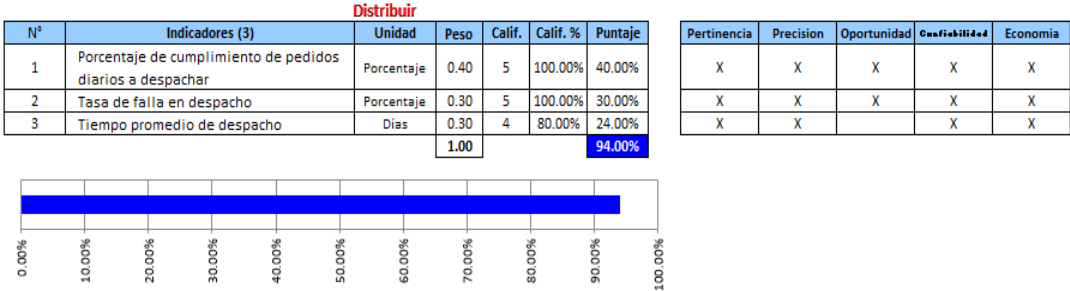 Distribuir
N° Indicadores (3) Unidad Peso Calif. Calif. % Puntaje Pertinencia Precision Oportunidad Confiabilidad Economia
1 Porcentaje de cumplimiento de pedidos diarios a despachar Porcentaje 0.40 5 100.00% 40.00% X X X X X
2 Tasa de falla en despacho Porcentaje 0.30 5 100.00% 30.00% X X X X X
3 Tiempo promedio de despacho Días 0.30 4 80.00% 24.00% X X X X
1.00 94.00%
0.00% 10.00% 20.00% 30.00% 40.00% 50.00% 60.00% 70.00% 80.00% 90.00% 100.00%